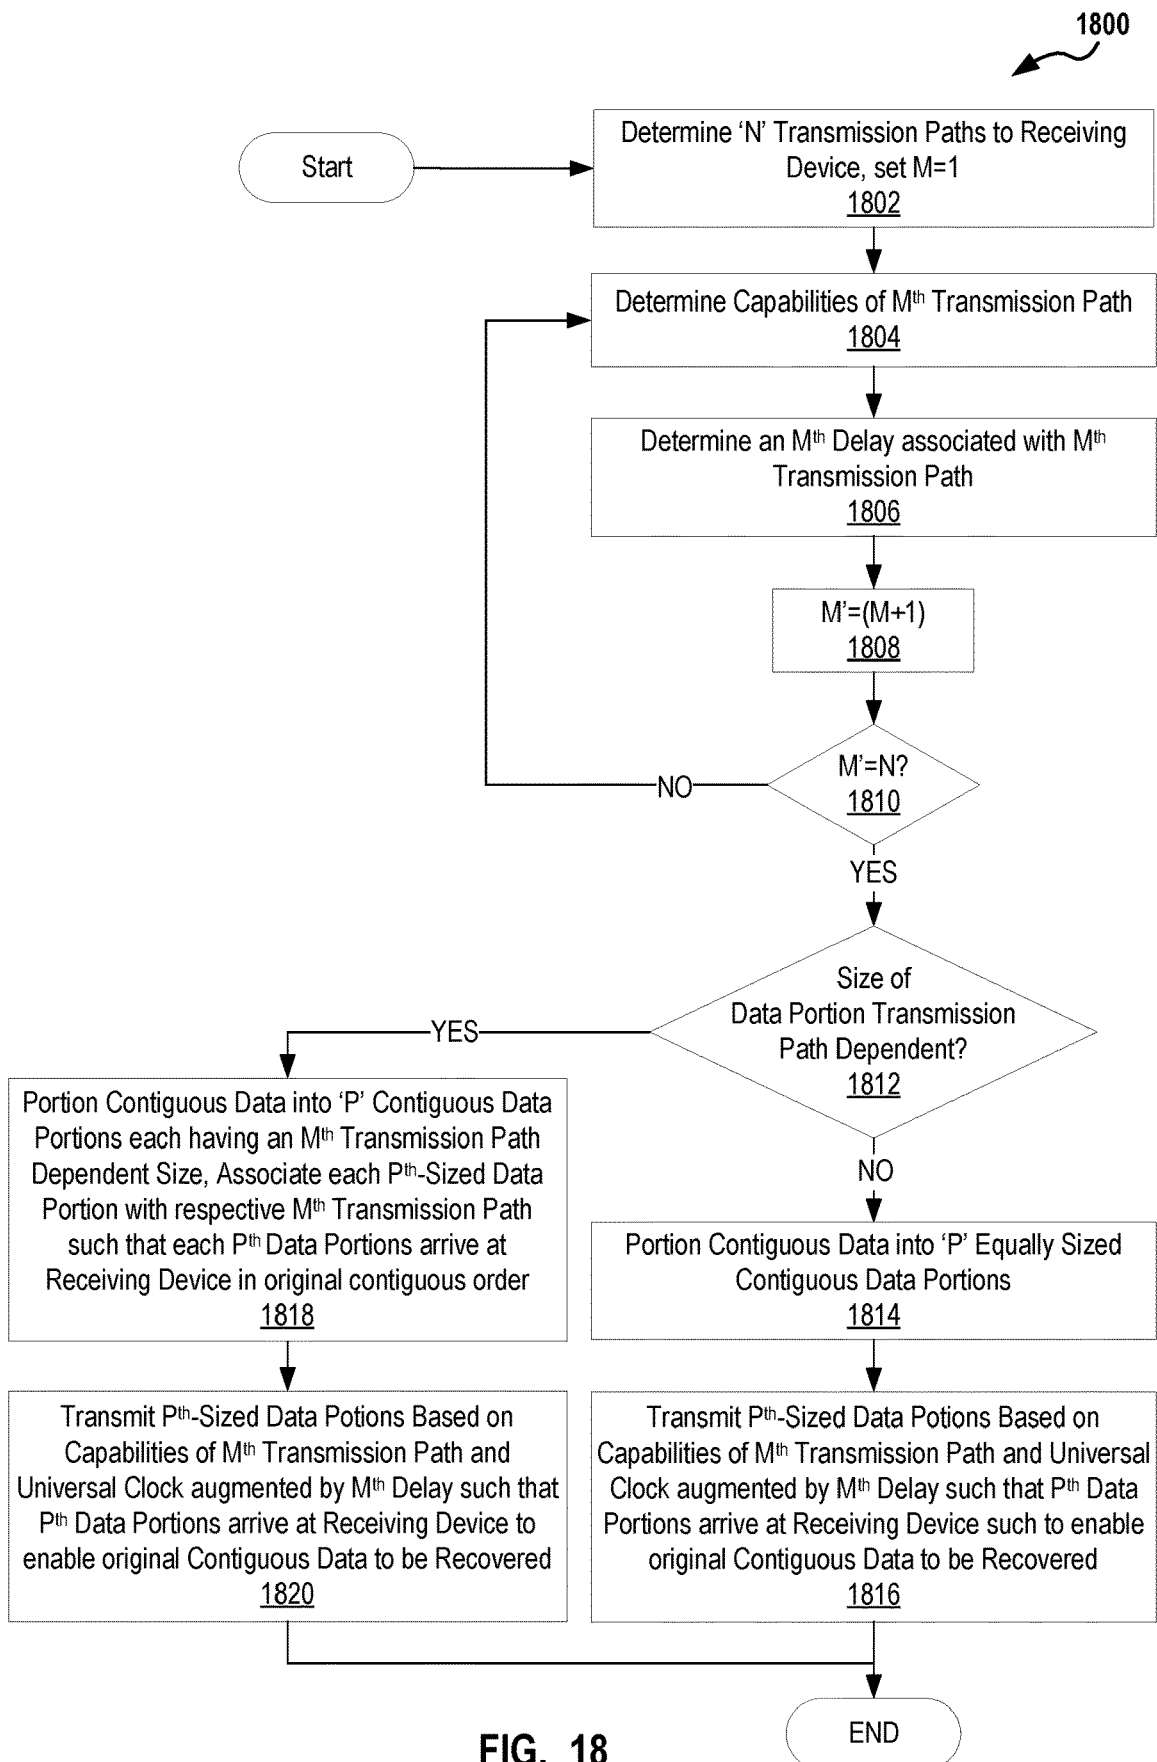 1800
Start
Determine ‘N’ Transmission Paths to Receiving
Device, set M=1
1802
Determine Capabilities of Mth Transmission Path
1804
Determine an Mth Delay associated with Mth
Transmission Path
1806
M’=(M+1)
1808
M’=N?
1810
NO
YES
Size of
Data Portion Transmission
Path Dependent?
1812
YES
NO
Portion Contiguous Data into ‘P’ Contiguous Data
Portions each having an Mth Transmission Path
Dependent Size, Associate each Pth-Sized Data
Portion with respective Mth Transmission Path
such that each Pth Data Portions arrive at
Receiving Device in original contiguous order
1818
Portion Contiguous Data into ‘P’ Equally Sized
Contiguous Data Portions
1814
Transmit Pth-Sized Data Potions Based on
Capabilities of Mth Transmission Path and
Universal Clock augmented by Mth Delay such that
Pth Data Portions arrive at Receiving Device to
enable original Contiguous Data to be Recovered
1820
Transmit Pth-Sized Data Potions Based on
Capabilities of Mth Transmission Path and Universal
Clock augmented by Mth Delay such that Pth Data
Portions arrive at Receiving Device such to enable
original Contiguous Data to be Recovered
1816
END
FIG. 18